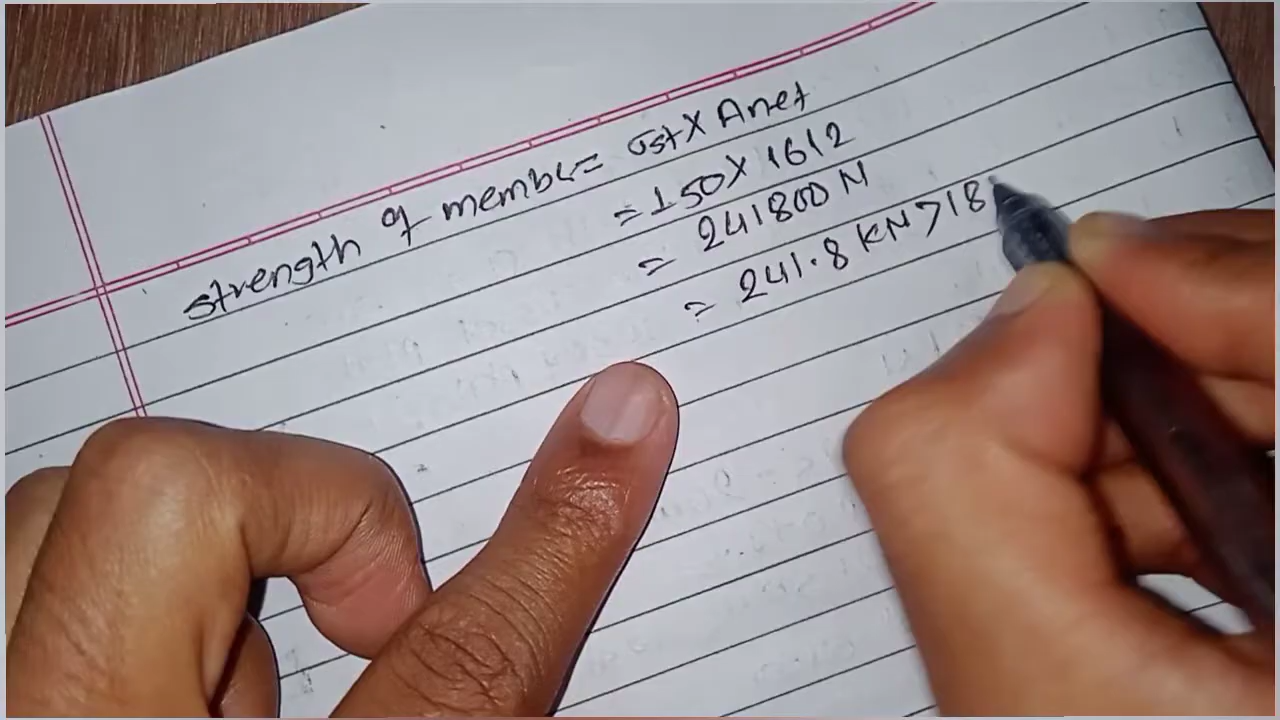 strength of member = σst X Anet
= 150 X 1612
= 241800 N
= 241.8 KN > 18